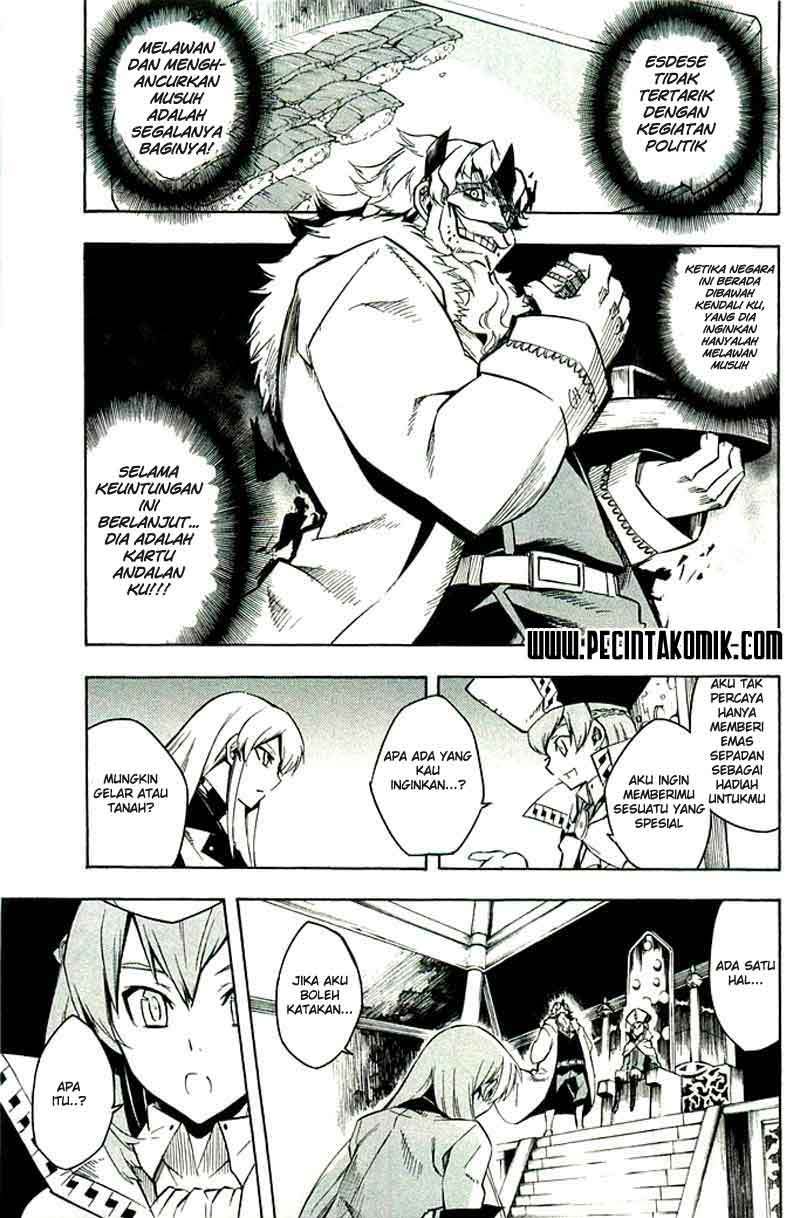 ESDESE
TIDAK
TERTARIK
DENGAN
KEGIATAN
POLITIK
MELAWAN
DAN MENGH-
ANCURKAN
MUSUH
ADALAH
SEGALANYA
BAGINYA!
KETIKA NEGARA
INI BERADA
DIBAWAH
KENDALI KU,
YANG DIA
INGINKAN
HANYALAH
MELAWAN
MUSUH
SELAMA
KEUNTUNGAN
INI
BERLANJUT...
DIA ADALAH
KARTU
ANDALAN
KU!!!
WWW.PECINTAKOMIK.COM
AKU TAK
PERCAYA
HANYA
MEMBERI
EMAS
SEPADAN
SEBAGAI
HADIAH
UNTUKMU
AKU INGIN
MEMBERIMU
SESUATU YANG
SPESIAL
APA ADA YANG
KAU
INGINKAN...?
MUNGKIN
GELAR ATAU
TANAH?
ADA SATU
HAL...
JIKA AKU
BOLEH
KATAKAN...
APA
ITU..?